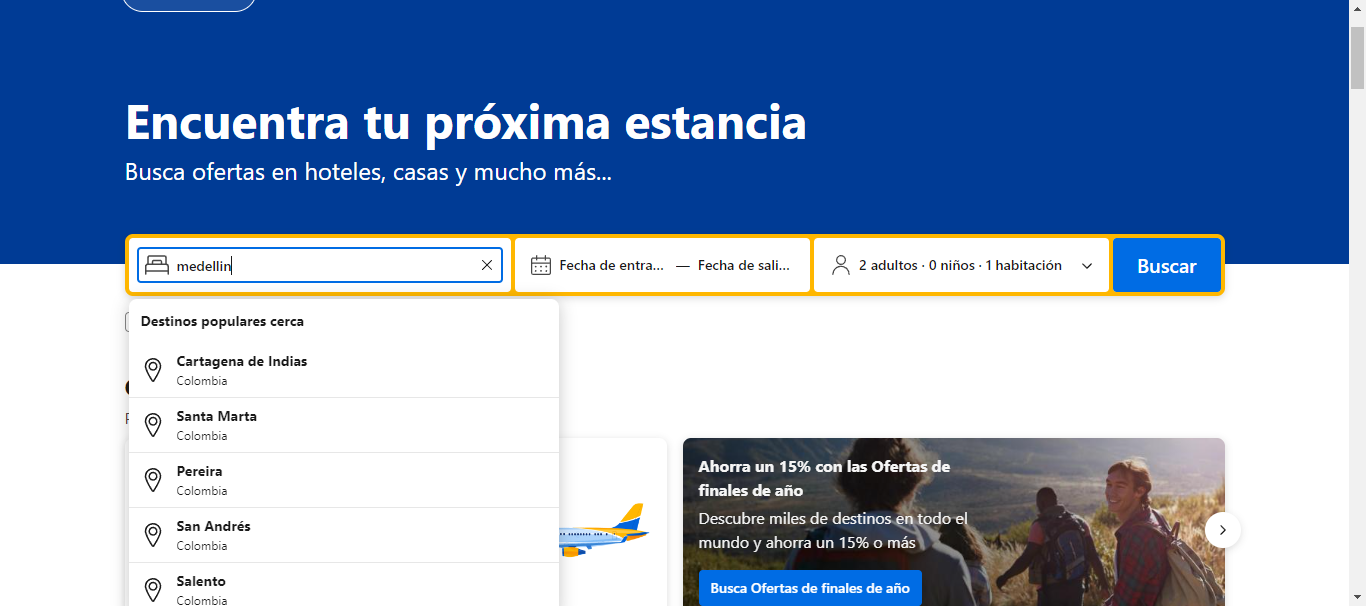 Encuentra tu próxima estancia
Busca ofertas en hoteles, casas y mucho más...
medellin
Fecha de entra... — Fecha de sali...
2 adultos · 0 niños · 1 habitación
Buscar
Destinos populares cerca
Cartagena de Indias
Colombia
Santa Marta
Colombia
Pereira
Colombia
San Andrés
Colombia
Salento
Colombia
Ahorra un 15% con las Ofertas de
finales de año
Descubre miles de destinos en todo el
mundo y ahorra un 15% o más
Busca Ofertas de finales de año